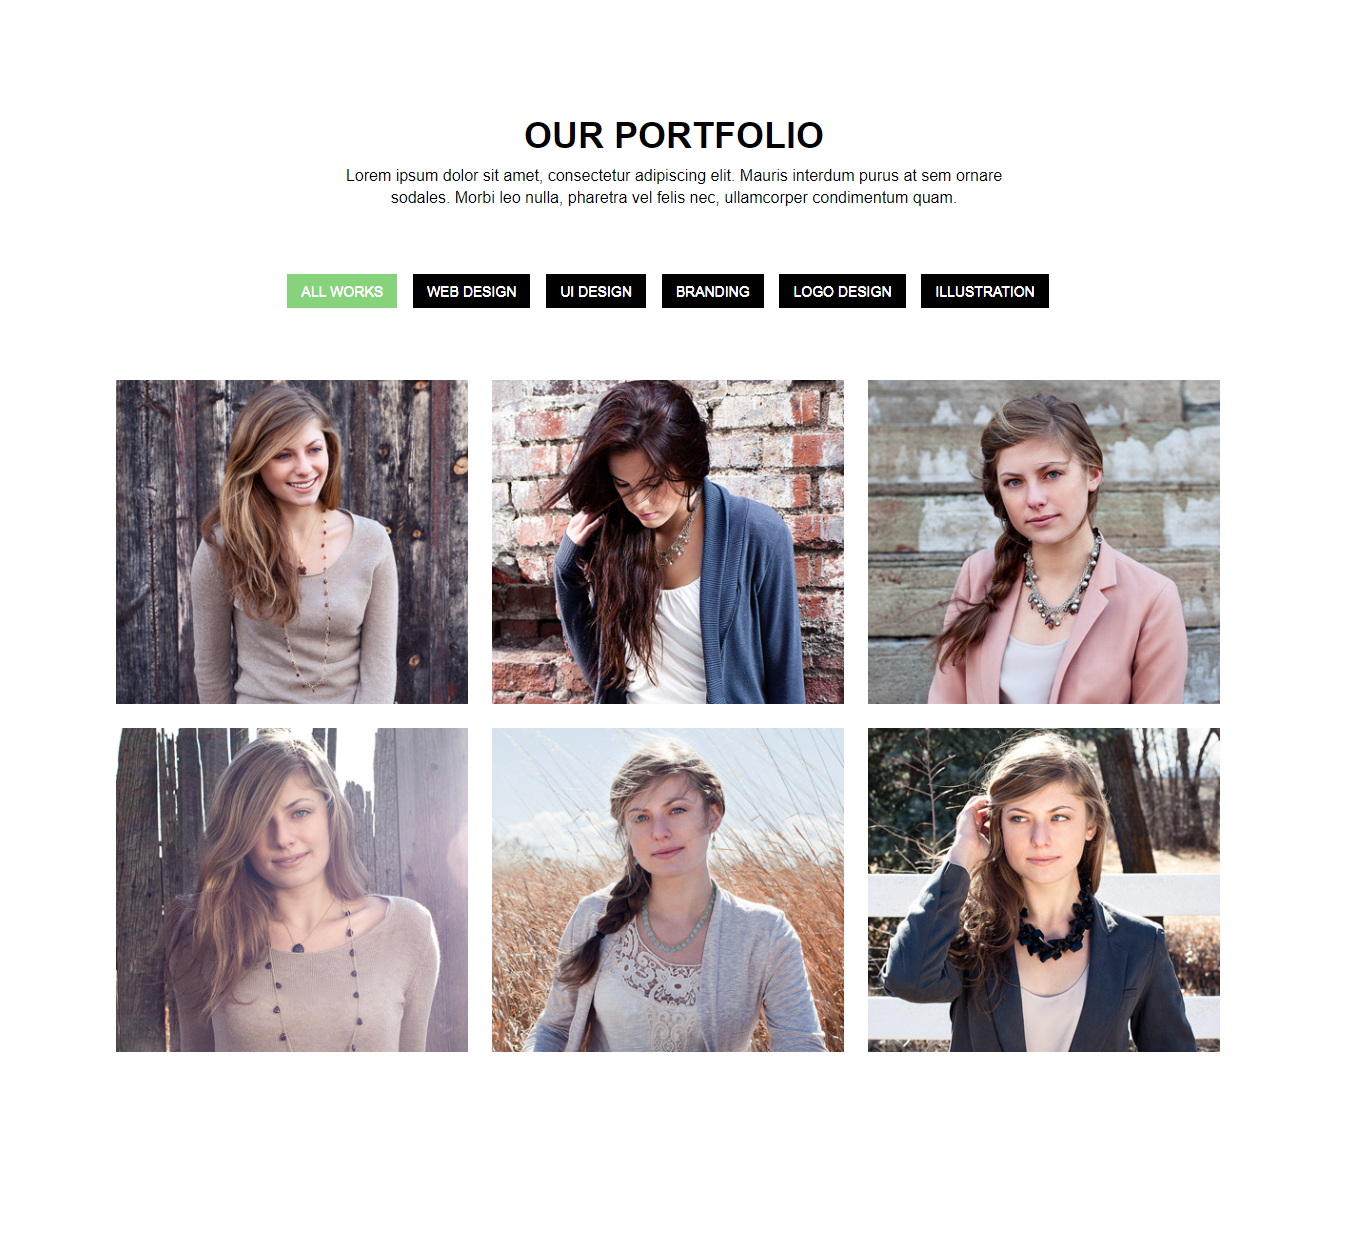 OUR PORTFOLIO
Lorem ipsum dolor sit amet, consectetur adipiscing elit. Mauris interdum purus at sem ornare
sodales. Morbi leo nulla, pharetra vel felis nec, ullamcorper condimentum quam.
ALL WORKS WEB DESIGN UI DESIGN BRANDING LOGO DESIGN ILLUSTRATION